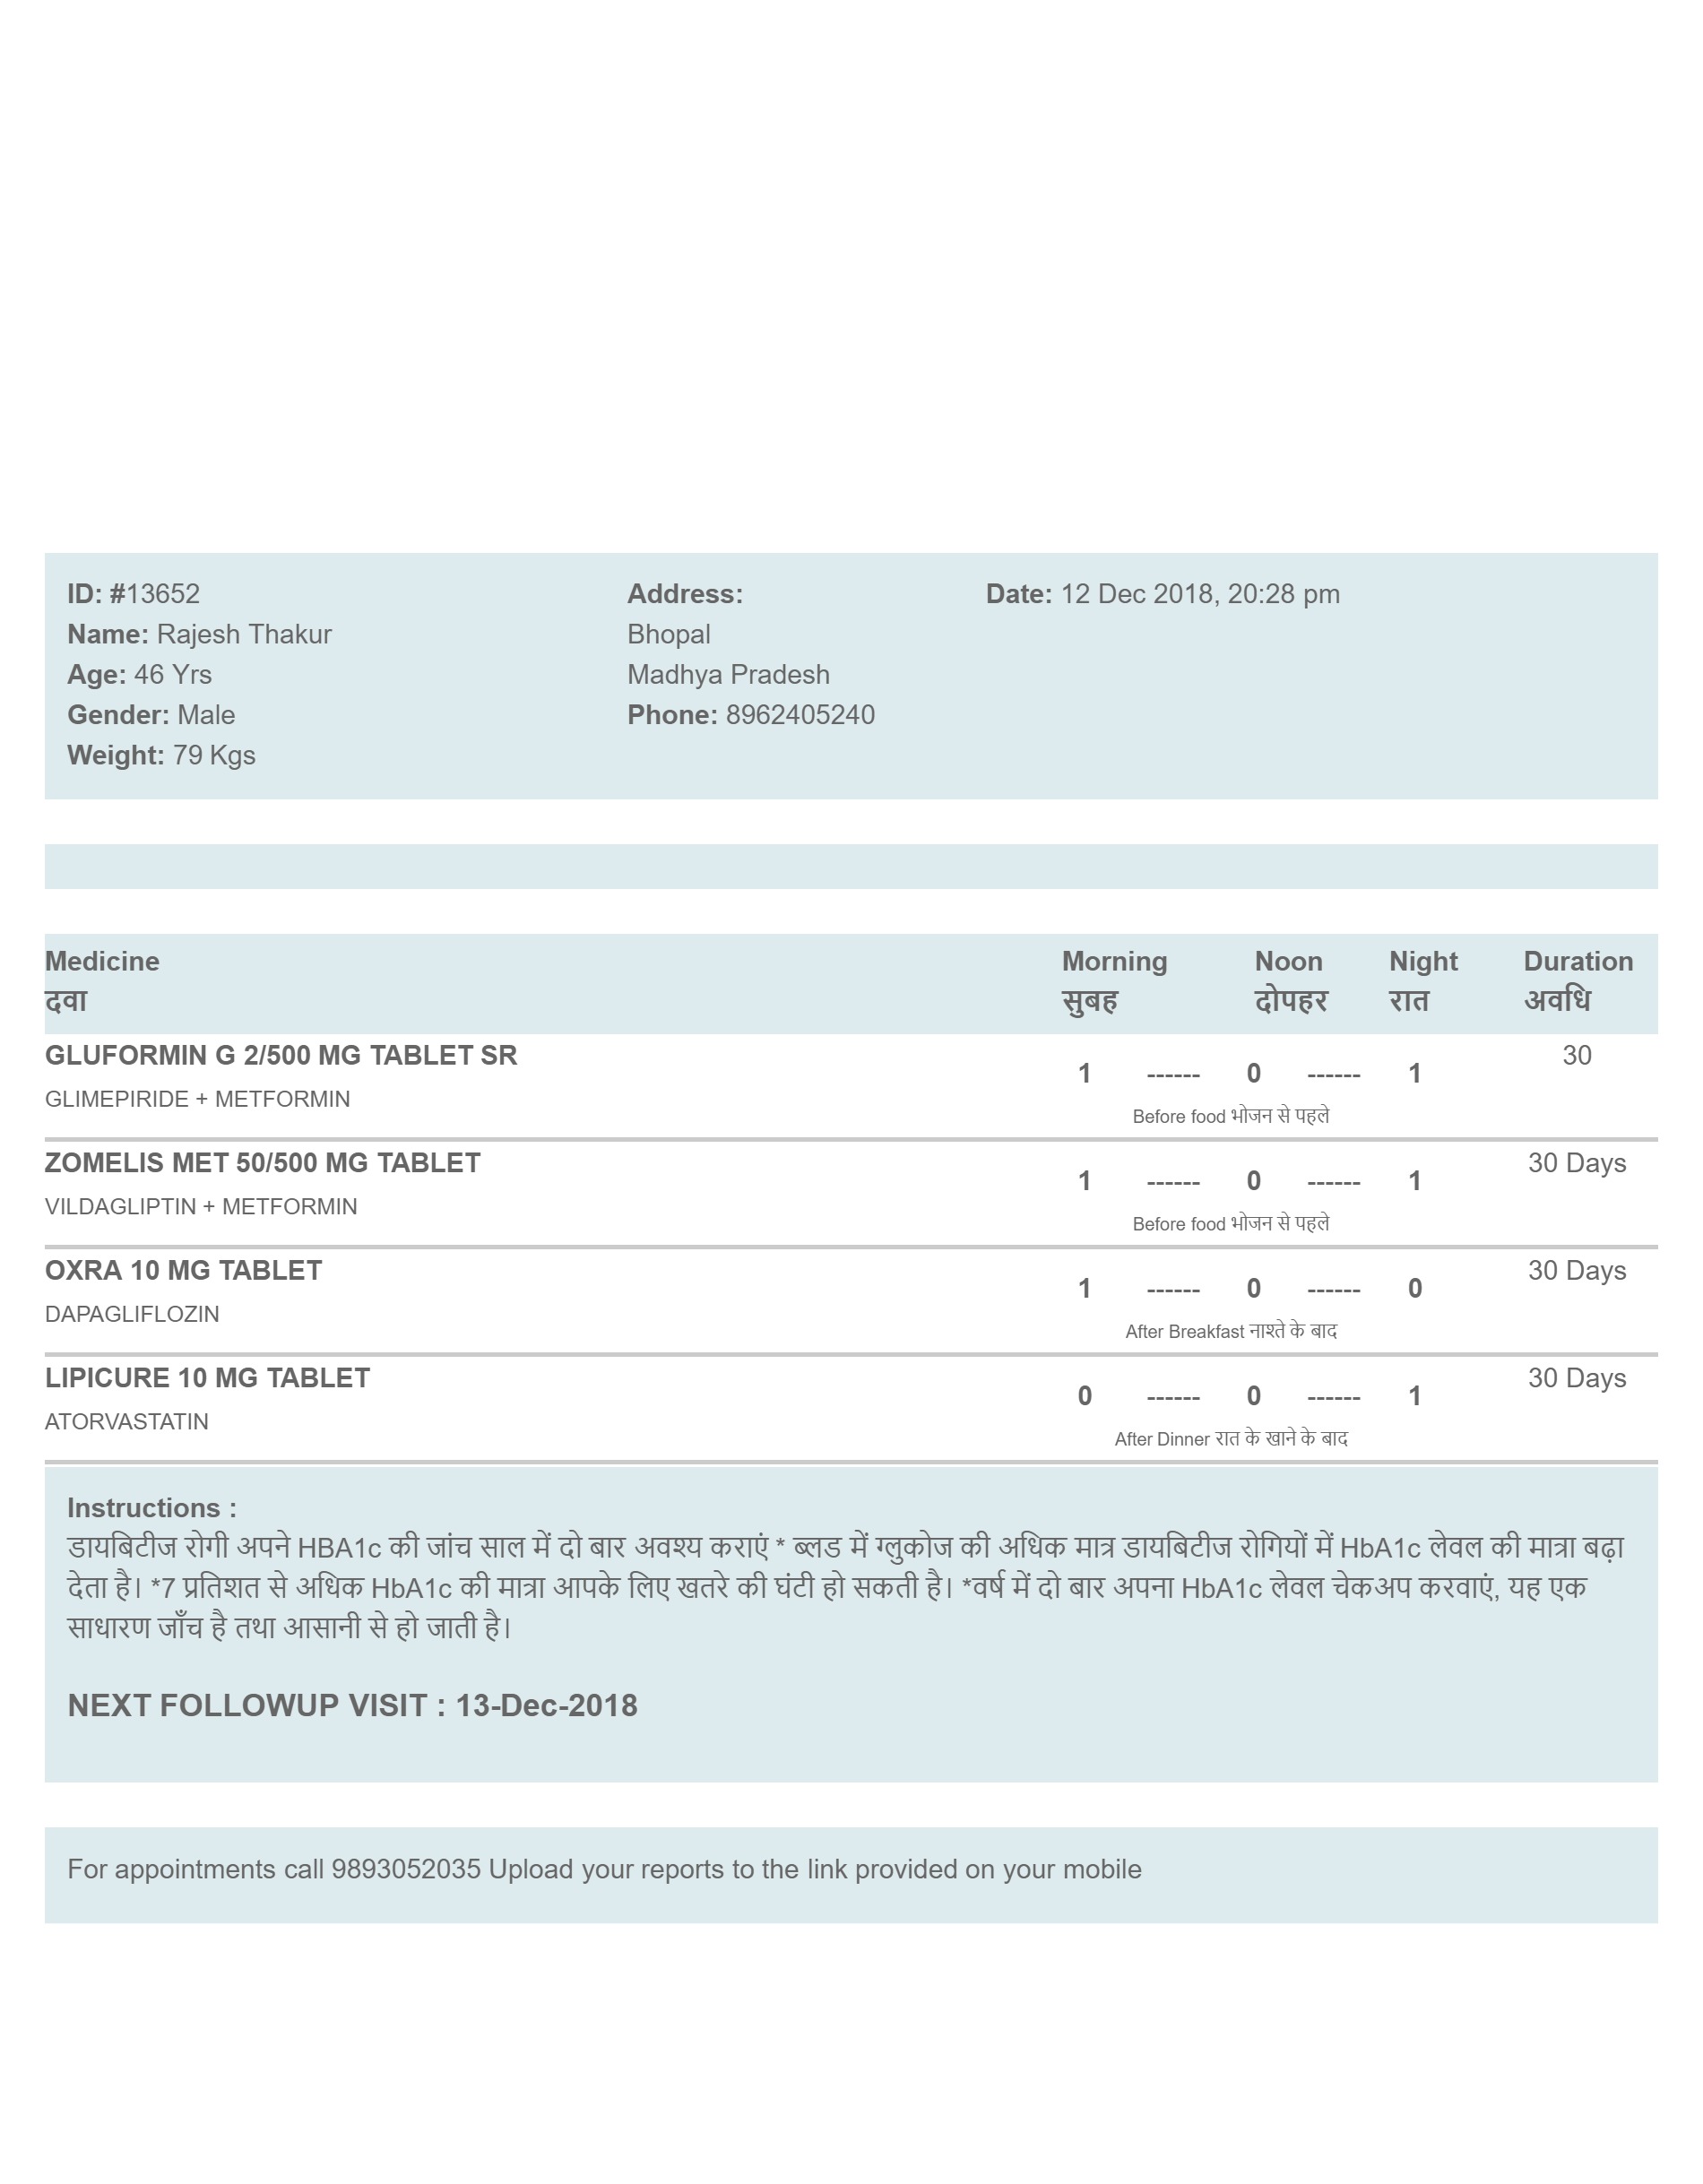 ID: #13652
Name: Rajesh Thakur
Age: 46 Yrs
Gender: Male
Weight: 79 Kgs
Address:
Bhopal
Madhya Pradesh
Phone: 8962405240
Date: 12 Dec 2018, 20:28 pm
Medicine Morning Noon Night Duration
दवा सुबह दोपहर रात अवधि
GLUFORMIN G 2/500 MG TABLET SR 30
1 ------ 0 ------ 1
GLIMEPIRIDE + METFORMIN
Before food भोजन से पहले
ZOMELIS MET 50/500 MG TABLET 30 Days
1 ------ 0 ------ 1
VILDAGLIPTIN + METFORMIN
Before food भोजन से पहले
OXRA 10 MG TABLET 30 Days
1 ------ 0 ------ 0
DAPAGLIFLOZIN
After Breakfast नाश्ते के बाद
LIPICURE 10 MG TABLET 30 Days
0 ------ 0 ------ 1
ATORVASTATIN
After Dinner रात के खाने के बाद
Instructions :
डायबिटीज रोगी अपने HBA1c की जांच साल में दो बार अवश्य कराएं * ब्लड में ग्लुकोज की अधिक मात्र डायबिटीज रोगियों में HbA1c लेवल की मात्रा बढ़ा
देता है। *7 प्रतिशत से अधिक HbA1c की मात्रा आपके लिए खतरे की घंटी हो सकती है। *वर्ष में दो बार अपना HbA1c लेवल चेकअप करवाएं, यह एक
साधारण जाँच है तथा आसानी से हो जाती है।
NEXT FOLLOWUP VISIT : 13-Dec-2018
For appointments call 9893052035 Upload your reports to the link provided on your mobile